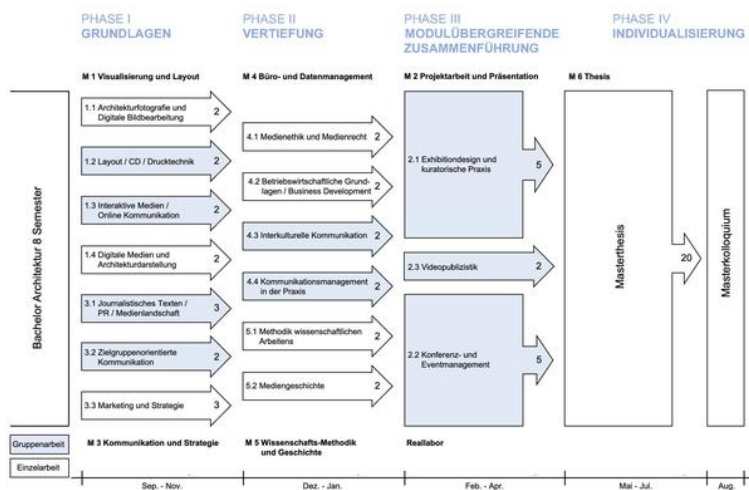 PHASE I
GRUNDLAGEN
PHASE II
VERTIEFUNG
PHASE III
MODULÜBERGREIFENDE
ZUSAMMENFÜHRUNG
PHASE IV
INDIVIDUALISIERUNG
M 1 Visualisierung und Layout
M 4 Büro- und Datenmanagement
M 2 Projektarbeit und Präsentation
M 6 Thesis
Bachelor Architektur 8 Semester
1.1 Architekturfotografie und
Digitale Bildbearbeitung
2
1.2 Layout / CD / Drucktechnik
2
1.3 Interaktive Medien /
Online Kommunikation
2
1.4 Digitale Medien und
Architekturdarstellung
2
3.1 Journalistisches Texten /
PR / Medienlandschaft
3
3.2 Zielgruppenorientierte
Kommunikation
2
3.3 Marketing und Strategie
3
4.1 Medienethik und Medienrecht
2
4.2 Betriebswirtschaftliche Grund-
lagen / Business Development
2
4.3 Interkulturelle Kommunikation
2
4.4 Kommunikationsmanagement
in der Praxis
2
5.1 Methodik wissenschaftlichen
Arbeitens
2
5.2 Mediengeschichte
2
2.1 Exhibitiondesign und
kuratorische Praxis
5
2.3 Videopublizistik
2
2.2 Konferenz- und
Eventmanagement
5
Masterthesis
20
Masterkolloquium
Gruppenarbeit
Einzelarbeit
M 3 Kommunikation und Strategie
M 5 Wissenschafts-Methodik
und Geschichte
Reallabor
Sep. - Nov.
Dez. - Jan.
Feb. - Apr.
Mai - Jul.
Aug.